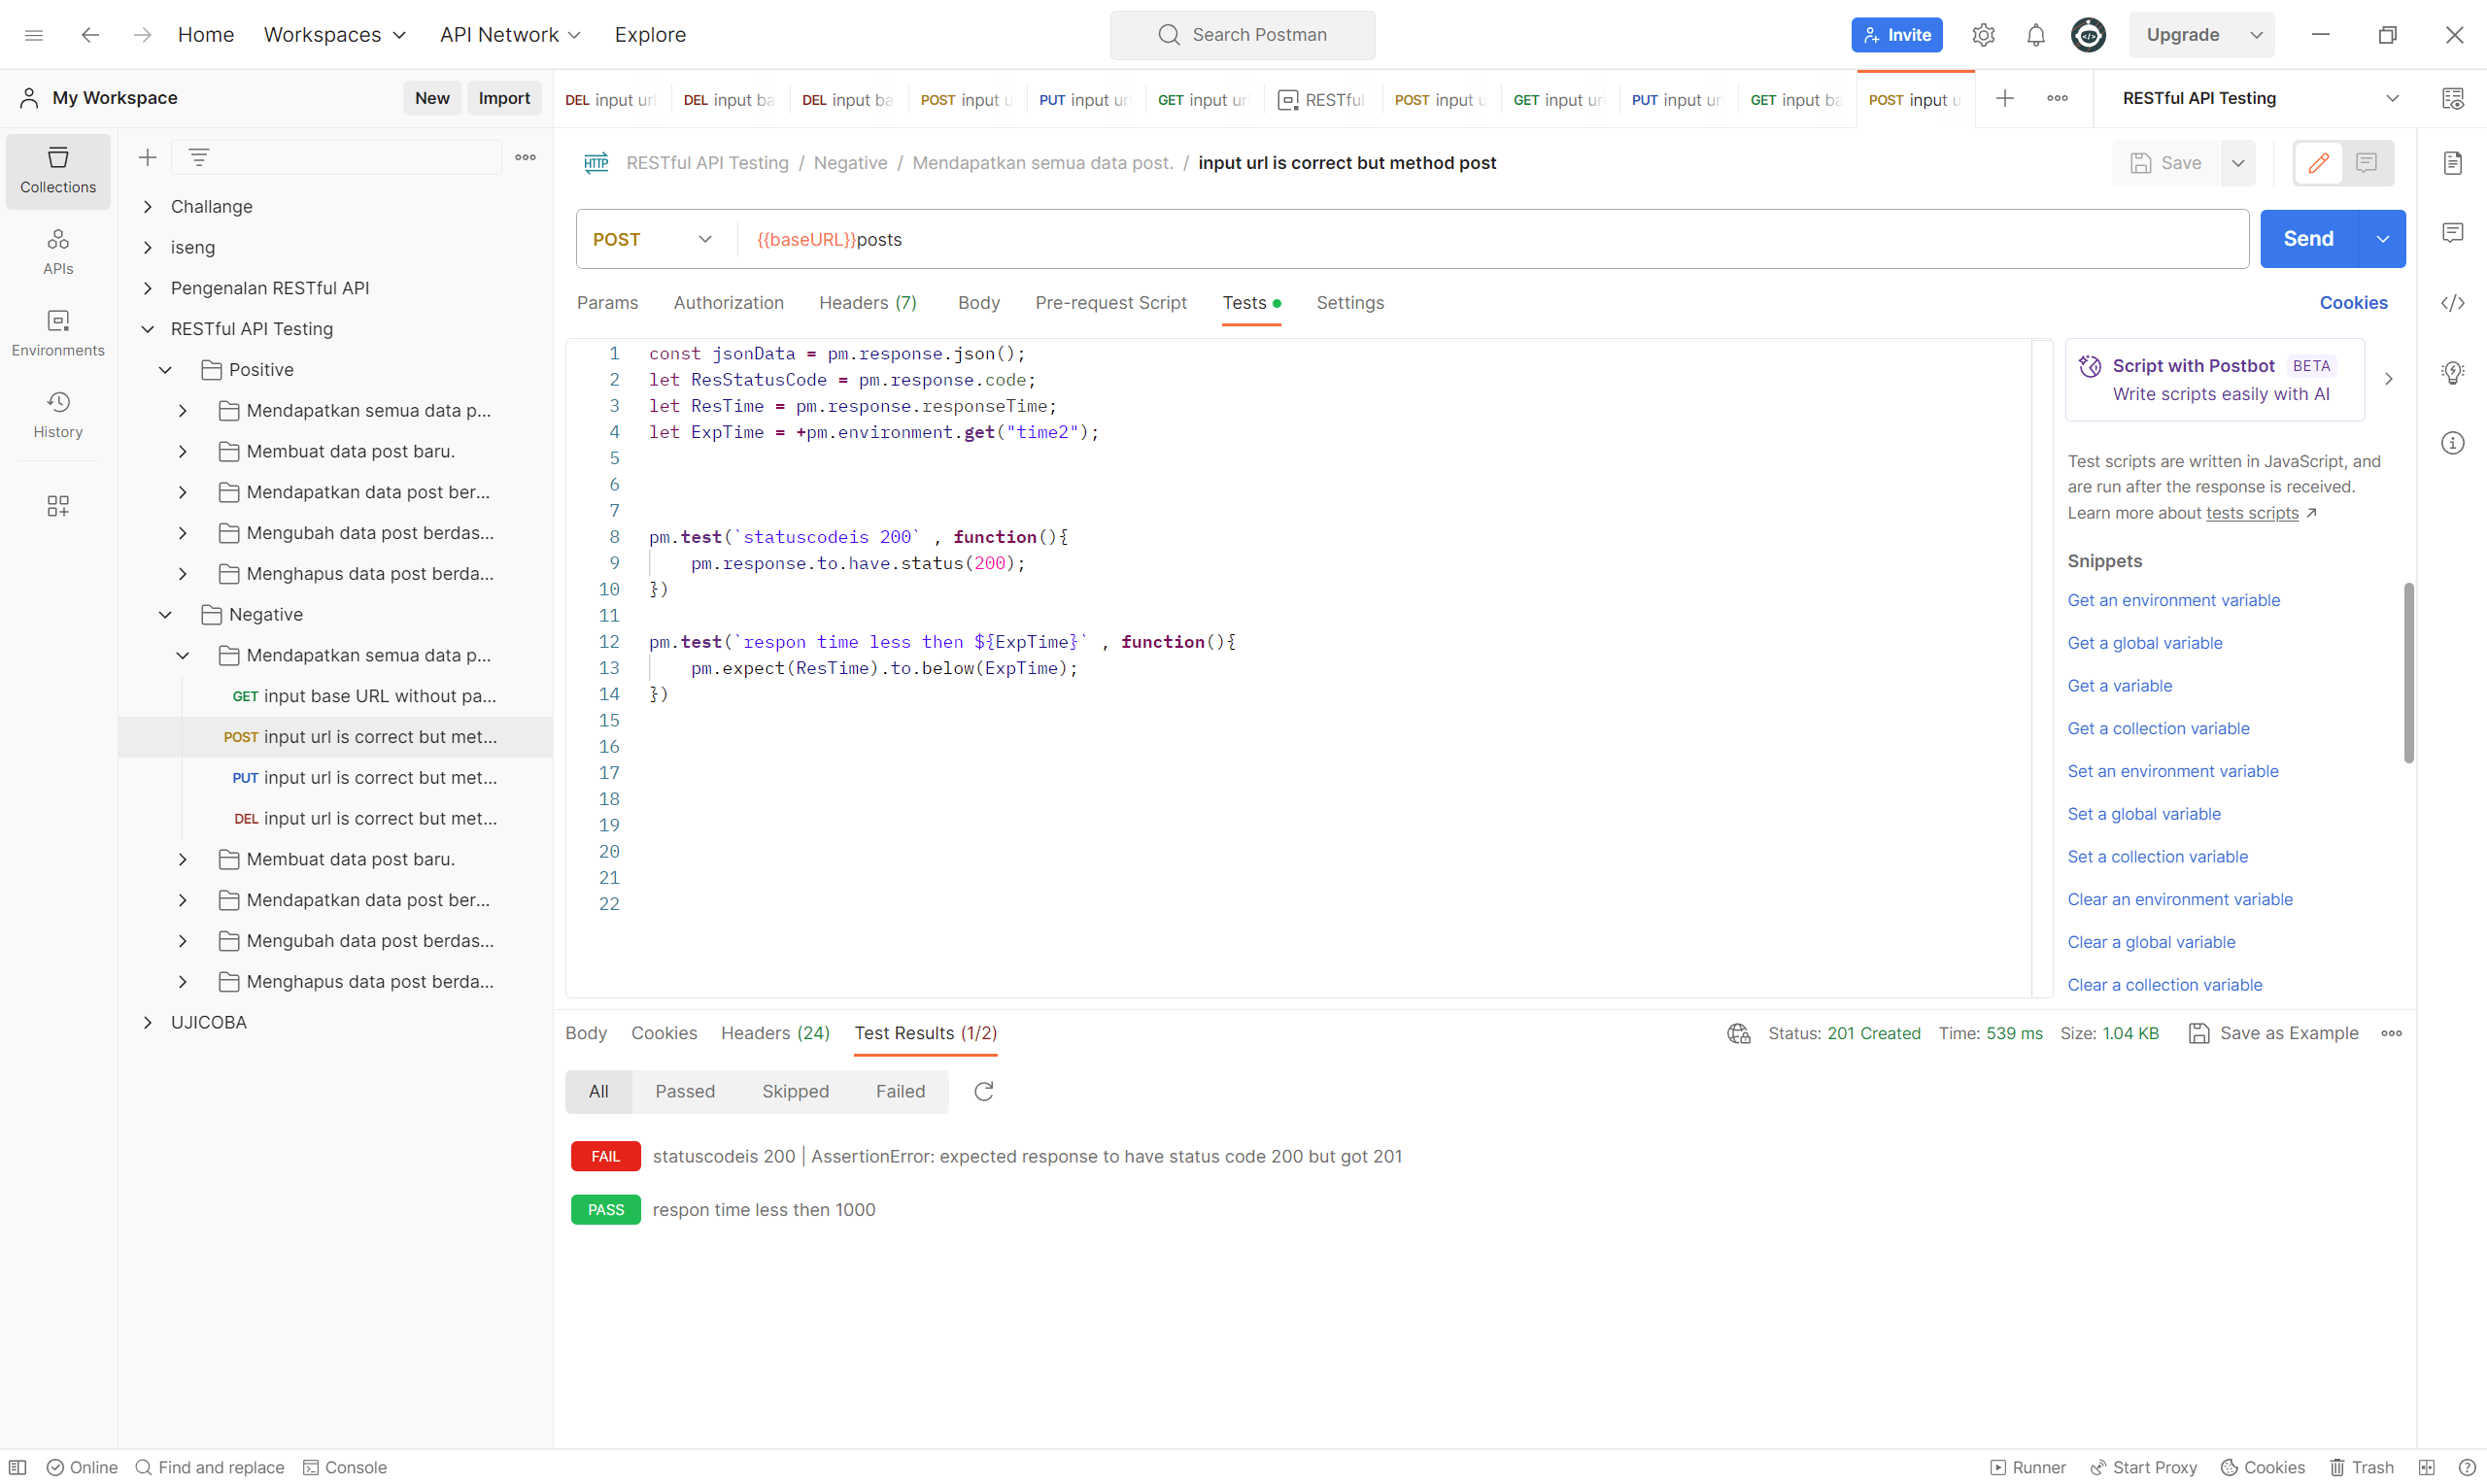 Home Workspaces API Network Explore Search Postman Invite Upgrade
My Workspace New Import
DEL input ur DEL input ba DEL input ba POST input u PUT input ur GET input ur RESTful POST input u GET input ur PUT input ur GET input ba POST input u
RESTful API Testing
Collections
APIs
Environments
History
Challange
iseng
Pengenalan RESTful API
RESTful API Testing
Positive
Mendapatkan semua data p...
Membuat data post baru.
Mendapatkan data post ber...
Mengubah data post berdas...
Menghapus data post berda...
Negative
Mendapatkan semua data p...
GET input base URL without pa...
POST input url is correct but met...
PUT input url is correct but met...
DEL input url is correct but met...
Membuat data post baru.
Mendapatkan data post ber...
Mengubah data post berdas...
Menghapus data post berda...
UJICOBA
HTTP RESTful API Testing / Negative / Mendapatkan semua data post. / input url is correct but method post
Save
POST {{baseURL}}posts
Send
Params Authorization Headers (7) Body Pre-request Script Tests Settings
Cookies
1 const jsonData = pm.response.json();
2 let ResStatusCode = pm.response.code;
3 let ResTime = pm.response.responseTime;
4 let ExpTime = +pm.environment.get("time2");
5
6
7
8 pm.test(`statuscodeis 200` , function(){
9 pm.response.to.have.status(200);
10 })
11
12 pm.test(`respon time less then ${ExpTime}` , function(){
13 pm.expect(ResTime).to.below(ExpTime);
14 })
15
16
17
18
19
20
21
22
Script with Postbot BETA
Write scripts easily with AI
Test scripts are written in JavaScript, and
are run after the response is received.
Learn more about tests scripts ↗
Snippets
Get an environment variable
Get a global variable
Get a variable
Get a collection variable
Set an environment variable
Set a global variable
Set a collection variable
Clear an environment variable
Clear a global variable
Clear a collection variable
Body Cookies Headers (24) Test Results (1/2)
Status: 201 Created Time: 539 ms Size: 1.04 KB Save as Example
All Passed Skipped Failed
FAIL statuscodeis 200 | AssertionError: expected response to have status code 200 but got 201
PASS respon time less then 1000
Online Find and replace Console
Runner Start Proxy Cookies Trash